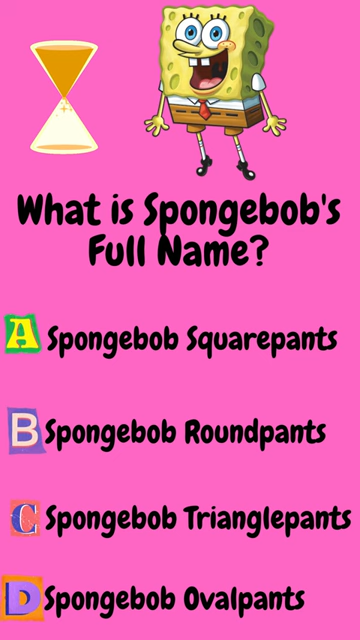 What is Spongebob's
Full Name?
A Spongebob Squarepants
B Spongebob Roundpants
C Spongebob Trianglepants
D Spongebob Ovalpants